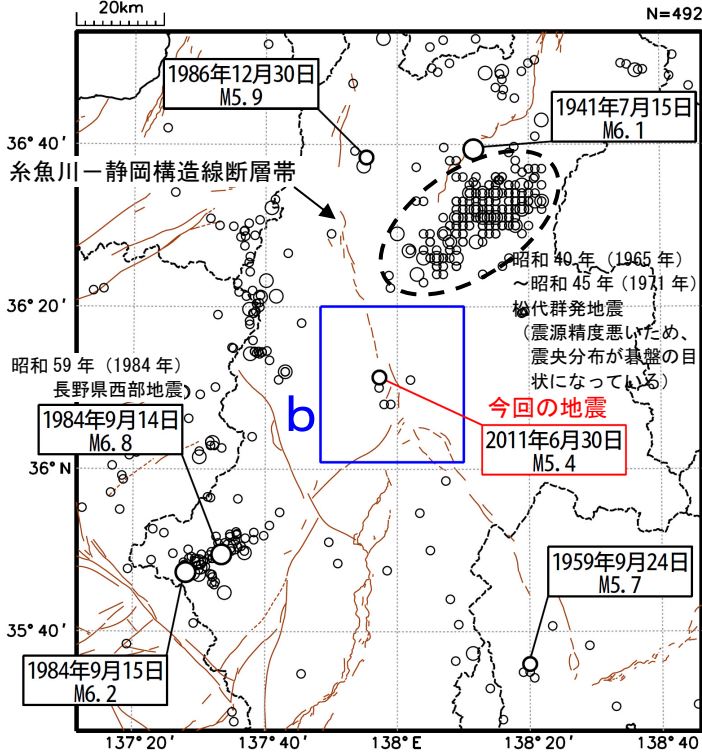 20km
N=492
1986年12月30日
M5.9
1941年7月15日
M6.1
36°40′
糸魚川－静岡構造線断層帯
昭和40年（1965年）
～昭和45年（1971年）
松代群発地震
（震源精度悪いため、
震央分布が碁盤の目
状になっている）
36°20′
昭和59年（1984年）
長野県西部地震
1984年9月14日
M6.8
b
今回の地震
2011年6月30日
M5.4
36°N
1959年9月24日
M5.7
35°40′
1984年9月15日
M6.2
137°20′
137°40′
138°E
138°20′